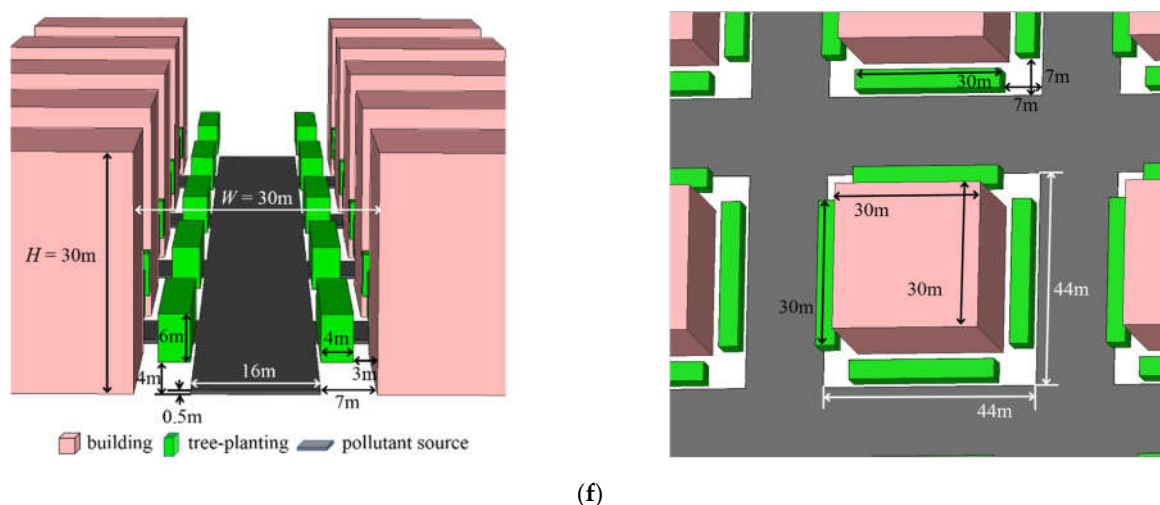 W = 30m
H = 30m
6m
4m
4m
3m
16m
7m
0.5m
building
tree-planting
pollutant source
30m
7m
7m
30m
30m
30m
44m
44m
(f)